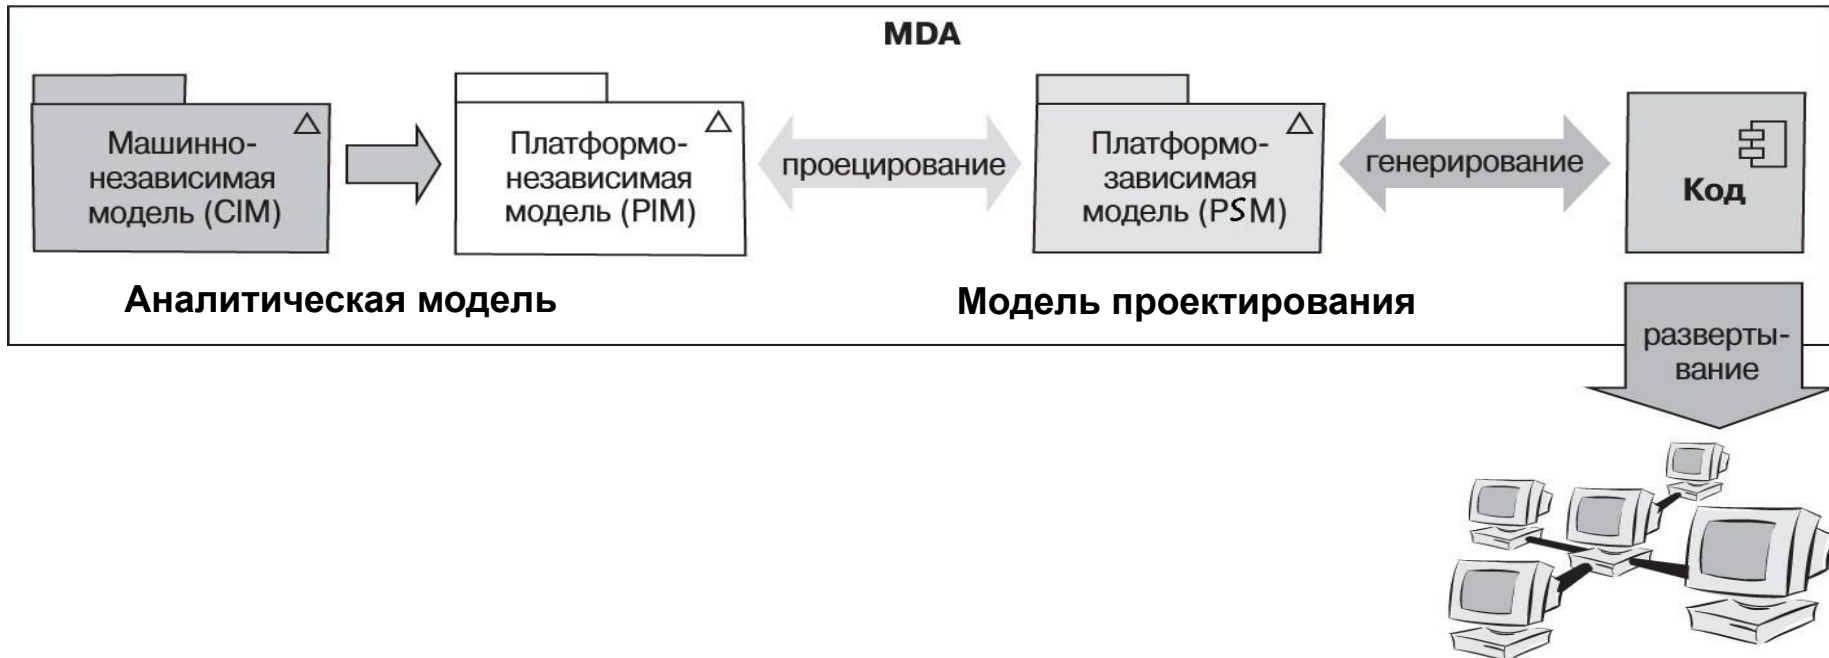 MDA
Машинно-
независимая
модель (CIM)
Платформо-
независимая
модель (PIM)
проецирование
Платформо-
зависимая
модель (PSM)
генерирование
Код
Аналитическая модель
Модель проектирования
разверты-
вание